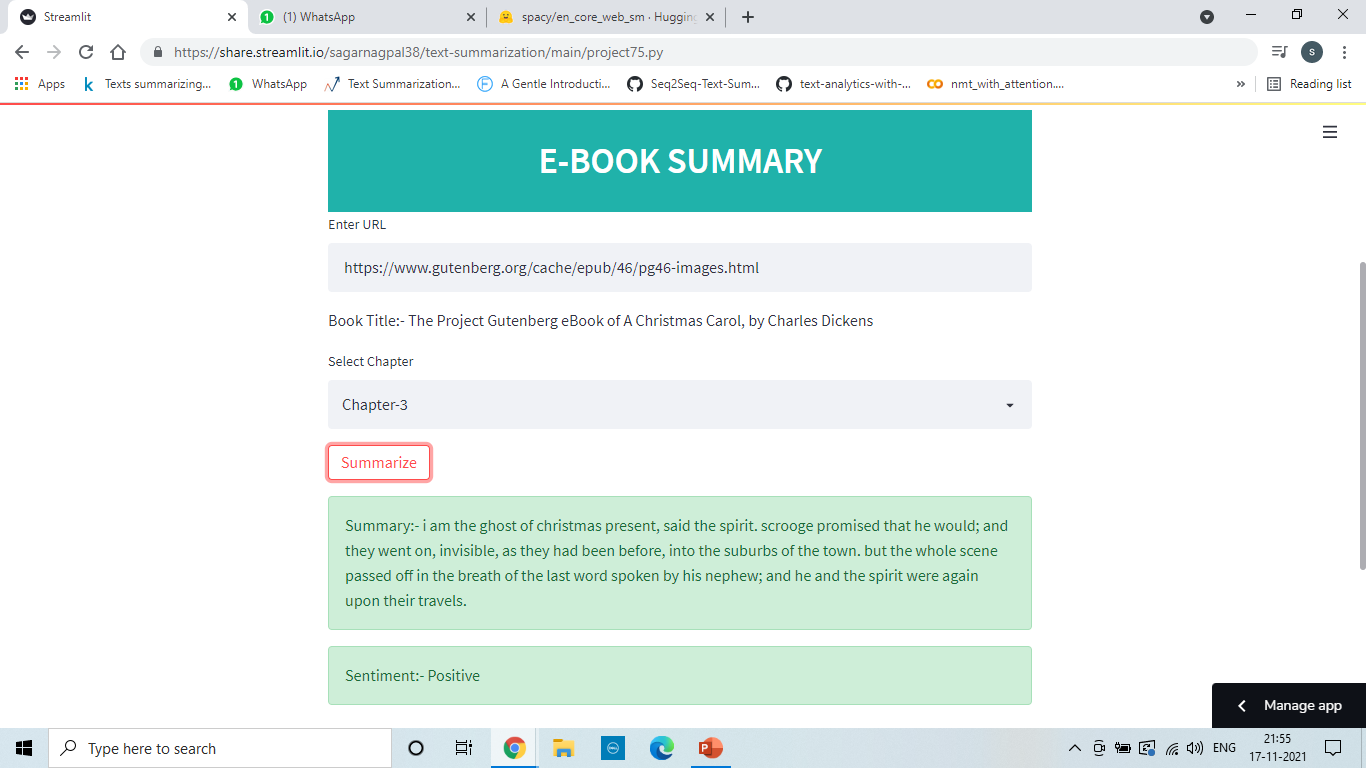 Streamlit
(1) WhatsApp
spacy/en_core_web_sm · Hugging
https://share.streamlit.io/sagarnagpal38/text-summarization/main/project75.py
S
Apps
Texts summarizing...
WhatsApp
Text Summarization...
A Gentle Introducti...
Seq2Seq-Text-Sum...
text-analytics-with-...
nmt_with_attention....
»
Reading list
E-BOOK SUMMARY
Enter URL
https://www.gutenberg.org/cache/epub/46/pg46-images.html
Book Title:- The Project Gutenberg eBook of A Christmas Carol, by Charles Dickens
Select Chapter
Chapter-3
Summarize
Summary:- i am the ghost of christmas present, said the spirit. scrooge promised that he would; and
they went on, invisible, as they had been before, into the suburbs of the town. but the whole scene
passed off in the breath of the last word spoken by his nephew; and he and the spirit were again
upon their travels.
Sentiment:- Positive
Manage app
Type here to search
ENG
21:55
17-11-2021